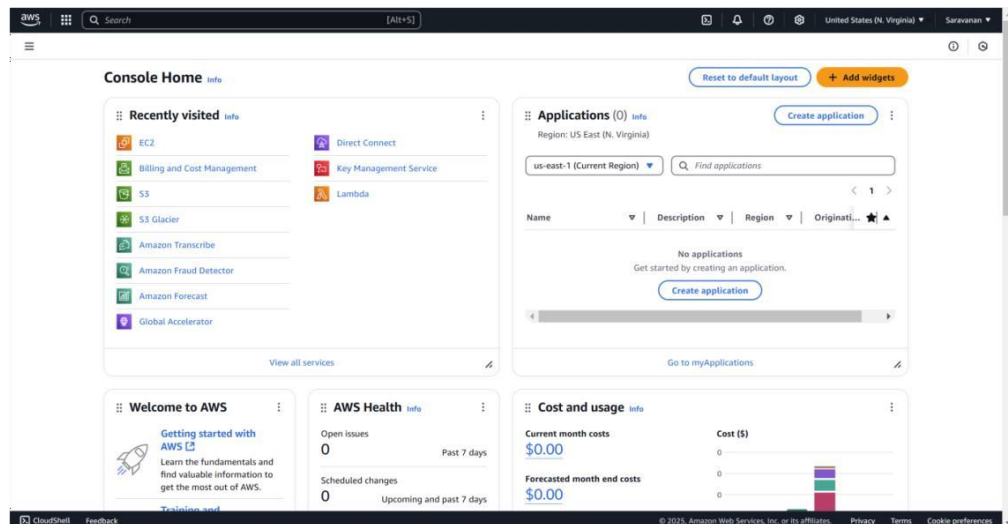 aws
Search [Alt+S]
United States (N. Virginia) ▼ Saravanan ▼
Console Home Info
Reset to default layout
+ Add widgets
Recently visited Info
EC2
Billing and Cost Management
S3
S3 Glacier
Amazon Transcribe
Amazon Fraud Detector
Amazon Forecast
Global Accelerator
Direct Connect
Key Management Service
Lambda
View all services
Applications (0) Info
Create application
Region: US East (N. Virginia)
us-east-1 (Current Region) ▼
Find applications
< 1 >
Name Description Region Originati...
No applications
Get started by creating an application.
Create application
Go to myApplications
Welcome to AWS
Getting started with
AWS
Learn the fundamentals and
find valuable information to
get the most out of AWS.
Training and
AWS Health Info
Open issues
0 Past 7 days
Scheduled changes
0 Upcoming and past 7 days
Cost and usage Info
Current month costs
$0.00
Forecasted month end costs
$0.00
Cost ($)
0
0
0
CloudShell Feedback
© 2025, Amazon Web Services, Inc. or its affiliates. Privacy Terms Cookie preferences